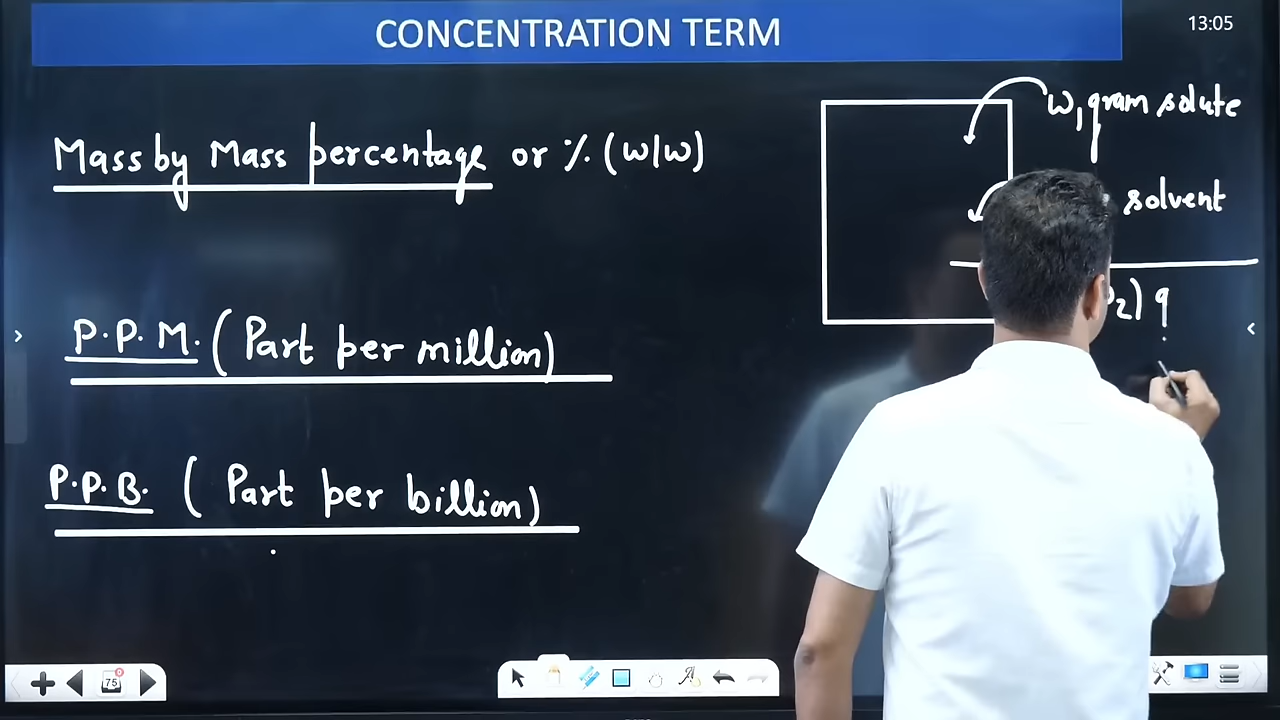 CONCENTRATION TERM
13:05
Mass by Mass percentage or % (w/w)
w₁ gram solute
solvent
P.P.M. (Part per million)
P.P.B. (Part per billion)
75